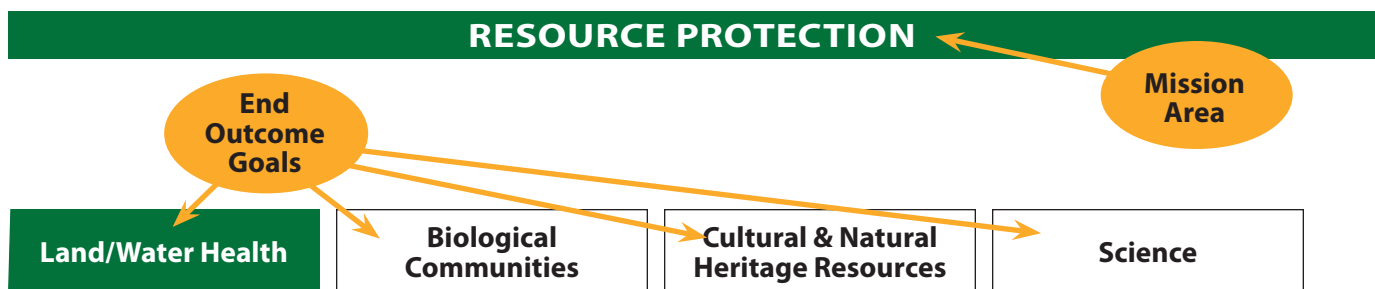 RESOURCE PROTECTION
Mission
Area
End
Outcome
Goals
Land/Water Health
Biological
Communities
Cultural & Natural
Heritage Resources
Science